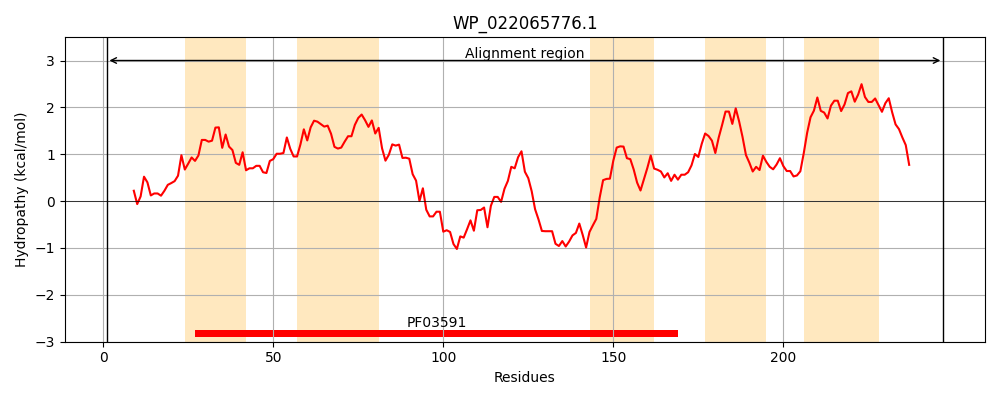 WP_022065776.1
Hydropathy (kcal/mol)
3
2
1
0
−1
−2
−3
Alignment region
PF03591
0 50 100 150 200
Residues